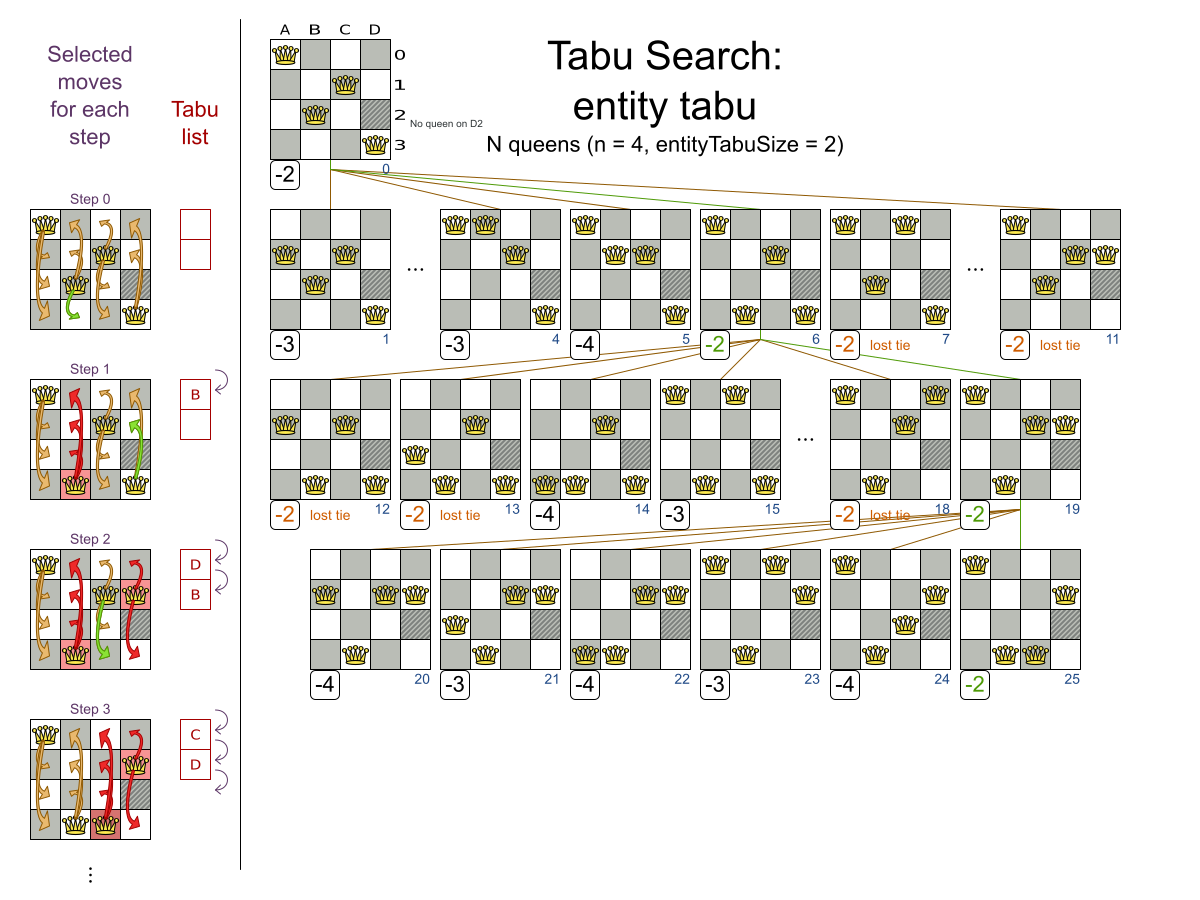 Selected
moves
for each
step
Tabu
list
A B C D
0
1
2
3
No queen on D2
Tabu Search:
entity tabu
N queens (n = 4, entityTabuSize = 2)
-2
0
Step 0
...
...
-3
1
-3
4
-4
5
-2
6
-2
lost tie
7
-2
lost tie
11
Step 1
B
...
-2
lost tie
12
-2
lost tie
13
-4
14
-3
15
-2
lost tie
18
-2
19
Step 2
D
B
-4
20
-3
21
-4
22
-3
23
-4
24
-2
25
Step 3
C
D
...